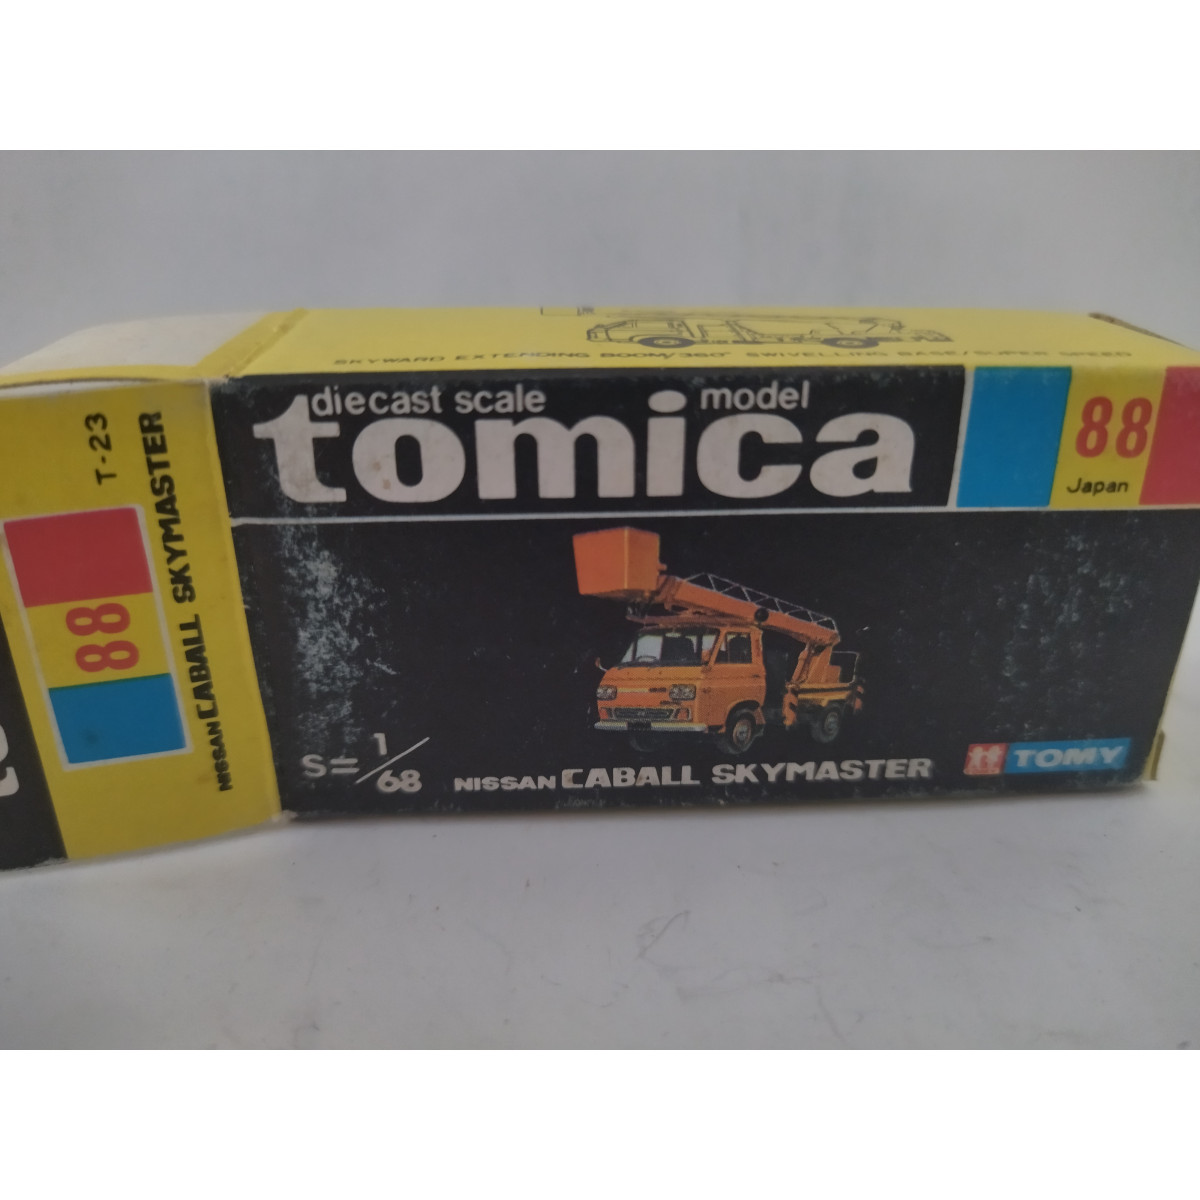 SKYWARD EXTENDING BOOM/360° SWIVELLING BASE/SUPER SPEED
diecast scale model
tomica
88
Japan
S=1/68
NISSAN CABALL SKYMASTER
TOMY
T-23
88
NISSAN CABALL SKYMASTER